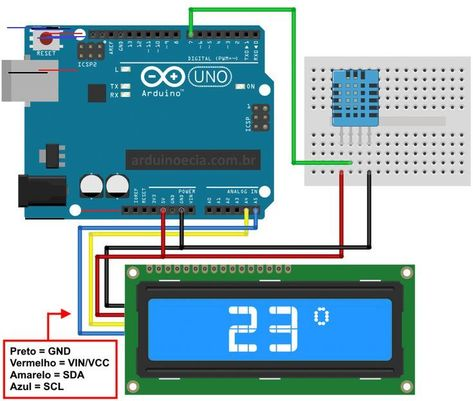 RESET
ICSP2
AREF
GND
13
12
11
10
9
8
7
6
5
4
3
2
TX 1
RX 0
DIGITAL (PWM~)
L
TX
RX
Arduino™
UNO
ON
ICSP
arduinoecia.com.br
POWER
ANALOG IN
IOREF
RESET
3V3
5V
GND
GND
VIN
A0
A1
A2
A3
A4
A5
23°
Preto = GND
Vermelho = VIN/VCC
Amarelo = SDA
Azul = SCL